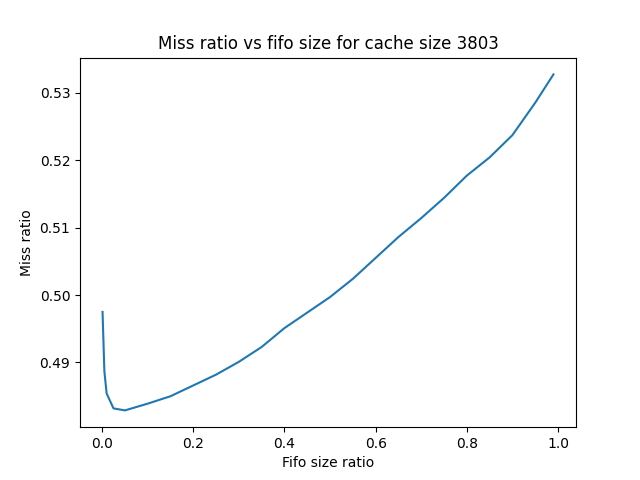 Miss ratio vs fifo size for cache size 3803
0.53
0.52
0.51
0.50
0.49
Miss ratio
0.0 0.2 0.4 0.6 0.8 1.0
Fifo size ratio